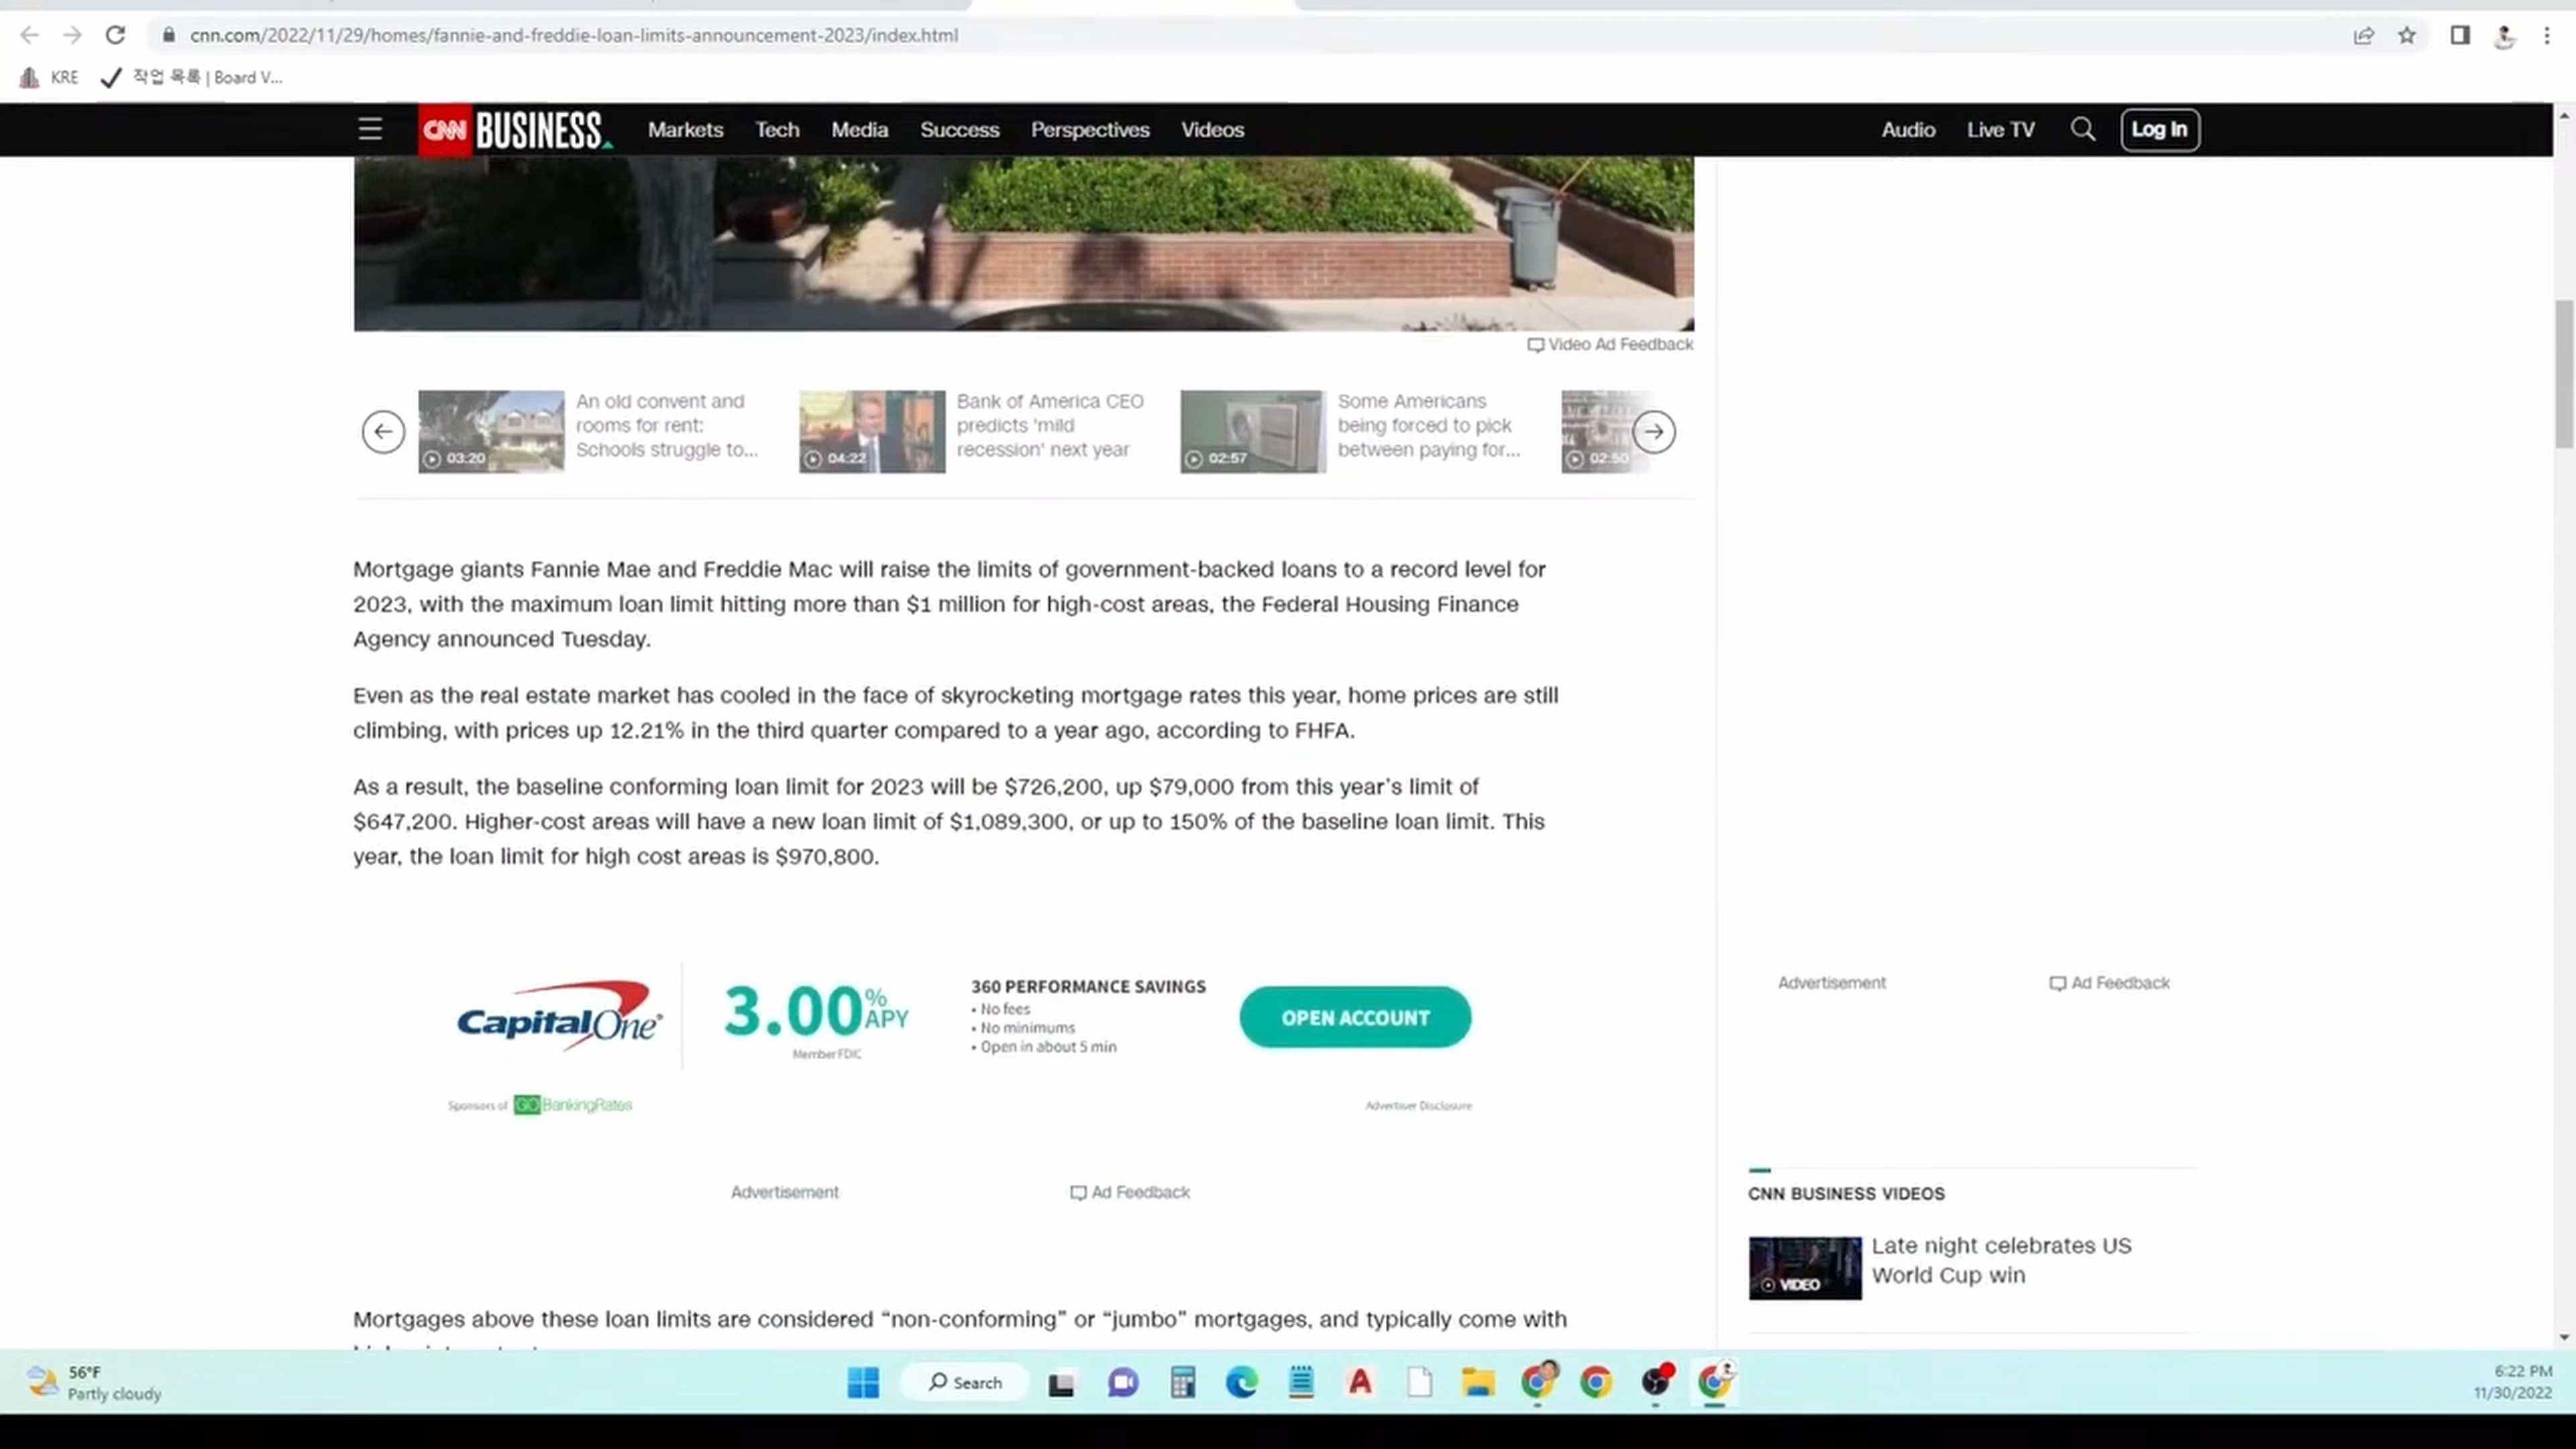 cnn.com/2022/11/29/homes/fannie-and-freddie-loan-limits-announcement-2023/index.html
KRE
작업 목록 | Board V...
CNN BUSINESS
Markets
Tech
Media
Success
Perspectives
Videos
Audio
Live TV
Log In
Video Ad Feedback
03:20
An old convent and
rooms for rent:
Schools struggle to...
04:22
Bank of America CEO
predicts 'mild
recession' next year
02:57
Some Americans
being forced to pick
between paying for...
02:50
Mortgage giants Fannie Mae and Freddie Mac will raise the limits of government-backed loans to a record level for
2023, with the maximum loan limit hitting more than $1 million for high-cost areas, the Federal Housing Finance
Agency announced Tuesday.
Even as the real estate market has cooled in the face of skyrocketing mortgage rates this year, home prices are still
climbing, with prices up 12.21% in the third quarter compared to a year ago, according to FHFA.
As a result, the baseline conforming loan limit for 2023 will be $726,200, up $79,000 from this year's limit of
$647,200. Higher-cost areas will have a new loan limit of $1,089,300, or up to 150% of the baseline loan limit. This
year, the loan limit for high cost areas is $970,800.
Capital One
3.00% APY
Member FDIC
360 PERFORMANCE SAVINGS
• No fees
• No minimums
• Open in about 5 min
OPEN ACCOUNT
Sponsors of GOBankingRates
Advertiser Disclosure
Advertisement
Ad Feedback
Advertisement
Ad Feedback
CNN BUSINESS VIDEOS
VIDEO
Late night celebrates US
World Cup win
Mortgages above these loan limits are considered “non-conforming” or “jumbo” mortgages, and typically come with
56°F
Partly cloudy
Search
6:22 PM
11/30/2022